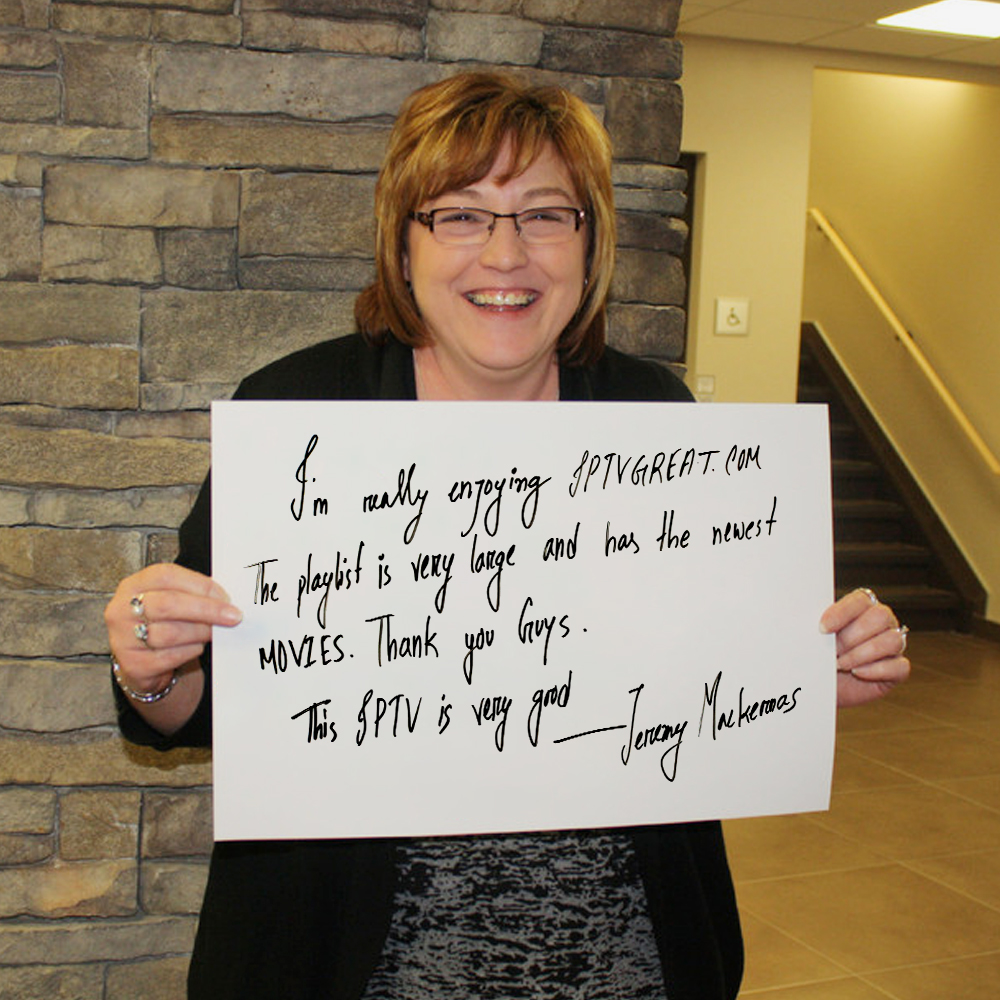 I'm really enjoying IPTVGREAT.COM
The playlist is very large and has the newest
MOVIES. Thank you Guys.
This IPTV is very good
—Jeremy Mackernas